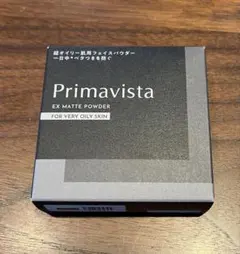 超オイリー肌用フェイスパウダー
一日中*ベタつきを防ぐ
Primavista
EX MATTE POWDER
FOR VERY OILY SKIN